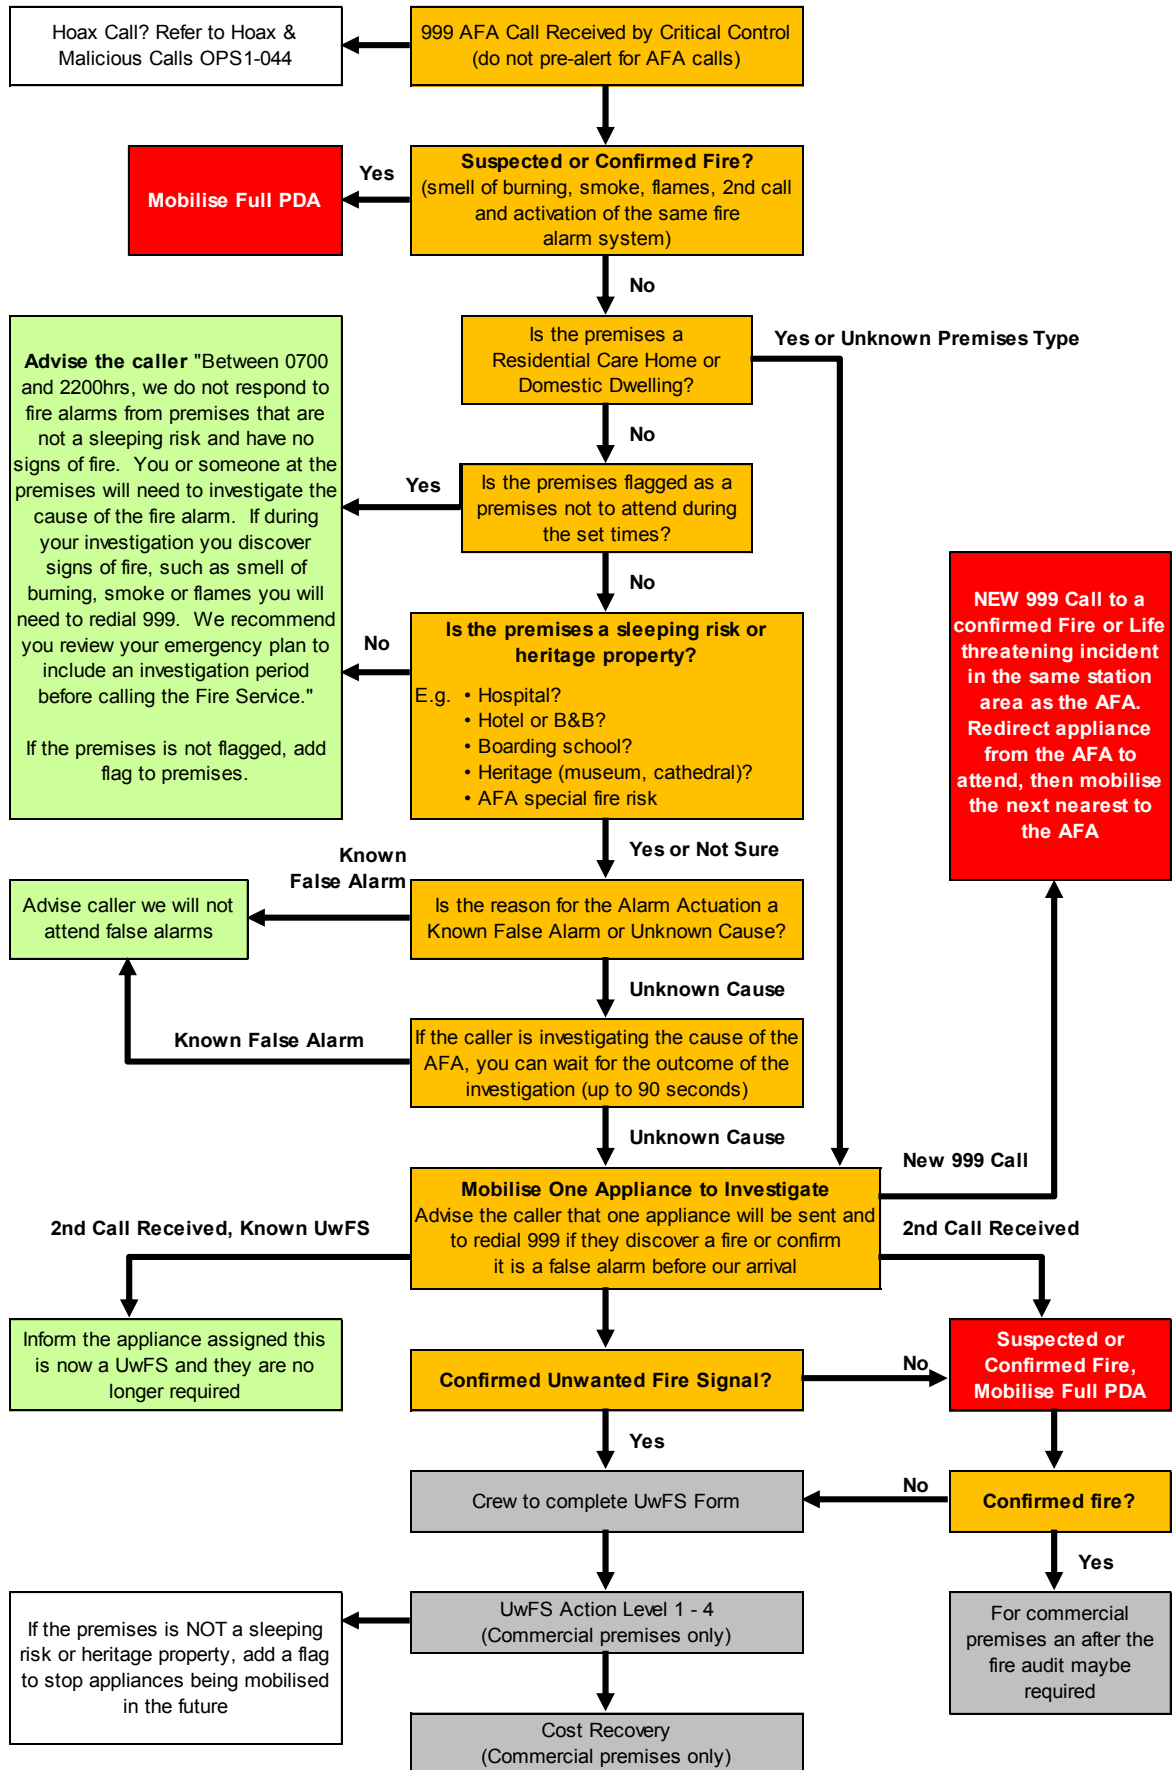 Hoax Call? Refer to Hoax &
Malicious Calls OPS1-044
999 AFA Call Received by Critical Control
(do not pre-alert for AFA calls)
Mobilise Full PDA
Yes
Suspected or Confirmed Fire?
(smell of burning, smoke, flames, 2nd call
and activation of the same fire
alarm system)
No
Is the premises a
Residential Care Home or
Domestic Dwelling?
Yes or Unknown Premises Type
No
Advise the caller "Between 0700
and 2200hrs, we do not respond to
fire alarms from premises that are
not a sleeping risk and have no
signs of fire. You or someone at the
premises will need to investigate the
cause of the fire alarm. If during
your investigation you discover
signs of fire, such as smell of
burning, smoke or flames you will
need to redial 999. We recommend
you review your emergency plan to
include an investigation period
before calling the Fire Service."
If the premises is not flagged, add
flag to premises.
Yes
Is the premises flagged as a
premises not to attend during
the set times?
No
No
Is the premises a sleeping risk or
heritage property?
E.g. • Hospital?
• Hotel or B&B?
• Boarding school?
• Heritage (museum, cathedral)?
• AFA special fire risk
NEW 999 Call to a
confirmed Fire or Life
threatening incident
in the same station
area as the AFA.
Redirect appliance
from the AFA to
attend, then mobilise
the next nearest to
the AFA
Yes or Not Sure
Known
False Alarm
Advise caller we will not
attend false alarms
Is the reason for the Alarm Actuation a
Known False Alarm or Unknown Cause?
Unknown Cause
Known False Alarm
If the caller is investigating the cause of the
AFA, you can wait for the outcome of the
investigation (up to 90 seconds)
Unknown Cause
New 999 Call
Mobilise One Appliance to Investigate
Advise the caller that one appliance will be sent and
to redial 999 if they discover a fire or confirm
it is a false alarm before our arrival
2nd Call Received, Known UwFS
2nd Call Received
Inform the appliance assigned this
is now a UwFS and they are no
longer required
Confirmed Unwanted Fire Signal?
No
Suspected or
Confirmed Fire,
Mobilise Full PDA
Yes
Crew to complete UwFS Form
No
Confirmed fire?
Yes
If the premises is NOT a sleeping
risk or heritage property, add a flag
to stop appliances being mobilised
in the future
UwFS Action Level 1 - 4
(Commercial premises only)
For commercial
premises an after the
fire audit maybe
required
Cost Recovery
(Commercial premises only)